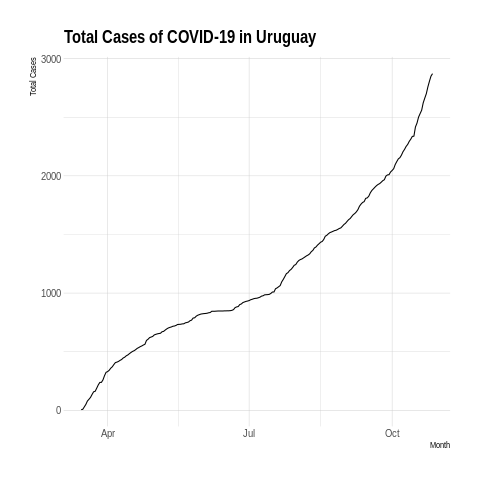 Total Cases of COVID-19 in Uruguay
Total Cases
3000
2000
1000
0
Apr
Jul
Oct
Month